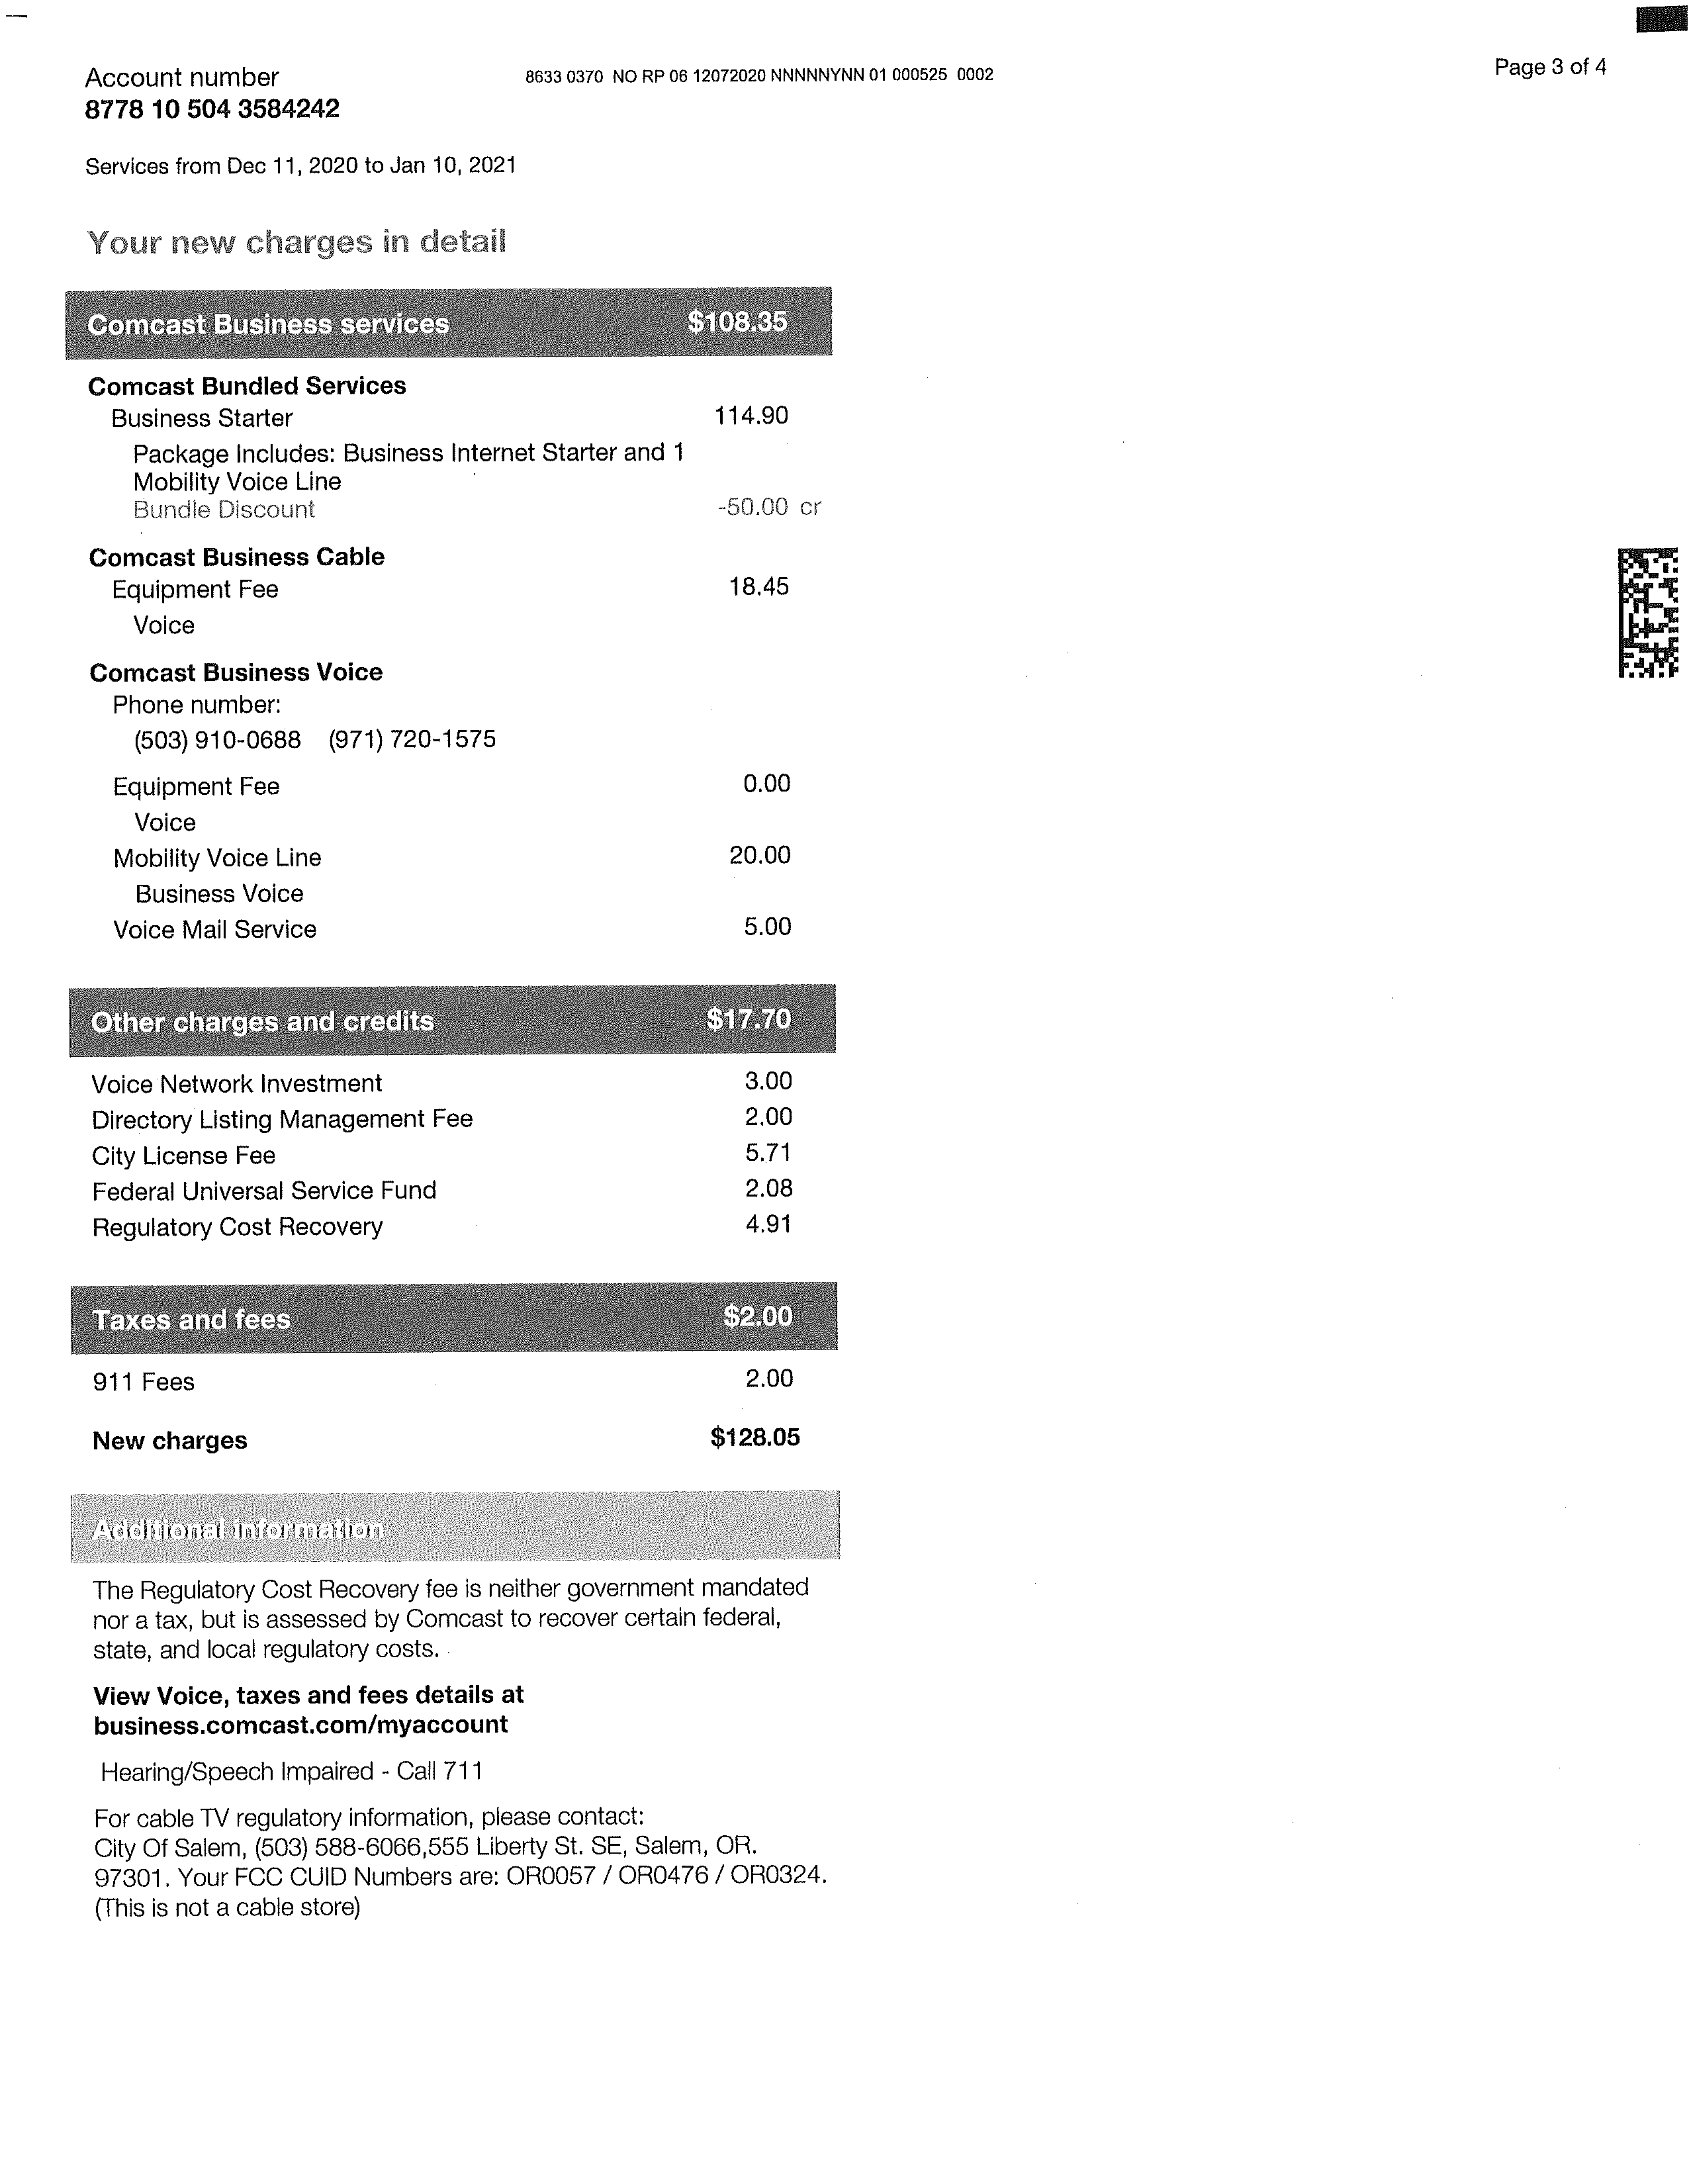 Account number
8633 0370 NO RP 06 12072020 NNNNNYNN 01 000525 0002
Page 3 of 4
8778 10 504 3584242
Services from Dec 11, 2020 to Jan 10, 2021
Your new charges in detail
Comcast Business services $108.35
Comcast Bundled Services
Business Starter 114.90
Package Includes: Business Internet Starter and 1
Mobility Voice Line
Bundle Discount -50.00 cr
Comcast Business Cable
Equipment Fee 18.45
Voice
Comcast Business Voice
Phone number:
(503) 910-0688 (971) 720-1575
Equipment Fee 0.00
Voice
Mobility Voice Line 20.00
Business Voice
Voice Mail Service 5.00
Other charges and credits $17.70
Voice Network Investment 3.00
Directory Listing Management Fee 2.00
City License Fee 5.71
Federal Universal Service Fund 2.08
Regulatory Cost Recovery 4.91
Taxes and fees $2.00
911 Fees 2.00
New charges $128.05
Additional information
The Regulatory Cost Recovery fee is neither government mandated
nor a tax, but is assessed by Comcast to recover certain federal,
state, and local regulatory costs.
View Voice, taxes and fees details at
business.comcast.com/myaccount
Hearing/Speech Impaired - Call 711
For cable TV regulatory information, please contact:
City Of Salem, (503) 588-6066,555 Liberty St. SE, Salem, OR.
97301. Your FCC CUID Numbers are: OR0057 / OR0476 / OR0324.
(This is not a cable store)